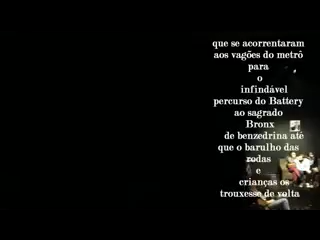 que se acorrentaram
aos vagões do metrô
para
o
infindável
percurso do Battery
ao sagrado
Bronx
de benzedrina até
que o barulho das
rodas
e
crianças os
trouxesse de volta